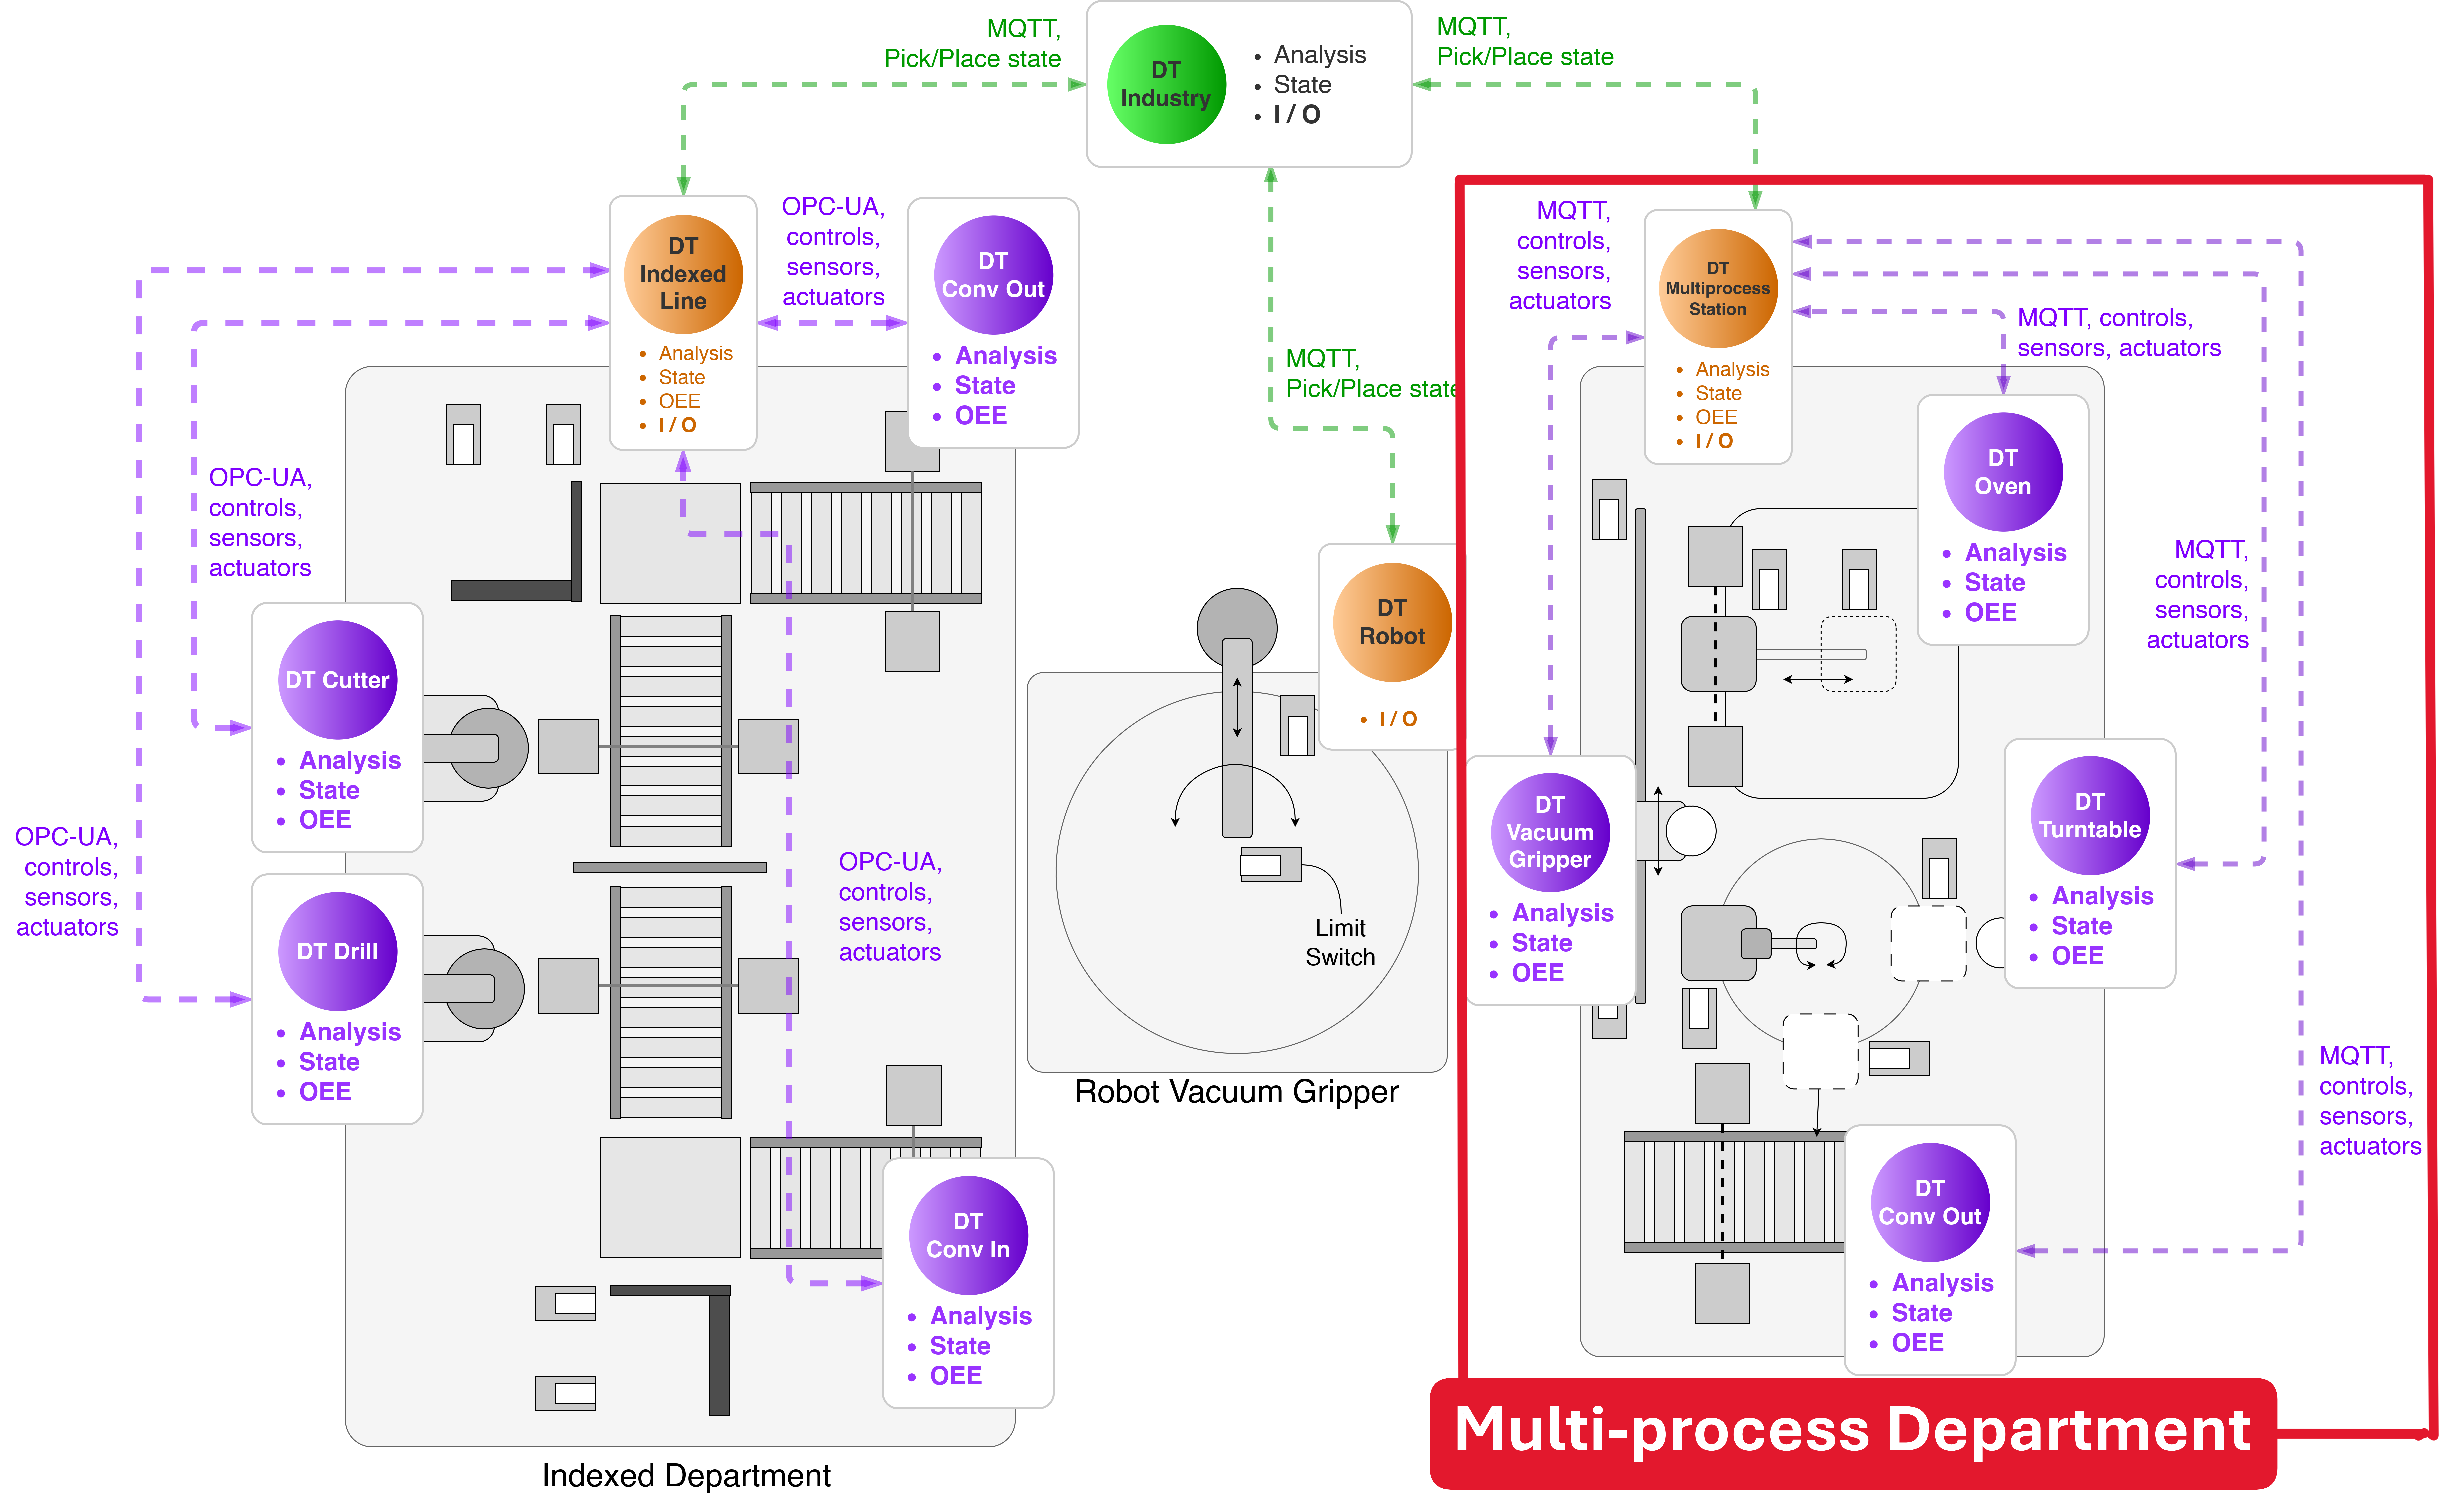 MQTT,
Pick/Place state
DT
Industry
• Analysis
• State
• I / O
MQTT,
Pick/Place state
DT
Indexed
Line
• Analysis
• State
• OEE
• I / O
OPC-UA,
controls,
sensors,
actuators
DT
Conv Out
• Analysis
• State
• OEE
MQTT,
Pick/Place state
MQTT,
controls,
sensors,
actuators
DT
Multiprocess
Station
• Analysis
• State
• OEE
• I / O
MQTT, controls,
sensors, actuators
DT
Oven
• Analysis
• State
• OEE
OPC-UA,
controls,
sensors,
actuators
MQTT,
controls,
sensors,
actuators
DT Cutter
• Analysis
• State
• OEE
DT
Robot
• I / O
DT
Vacuum
Gripper
• Analysis
• State
• OEE
DT
Turntable
• Analysis
• State
• OEE
OPC-UA,
controls,
sensors,
actuators
DT Drill
• Analysis
• State
• OEE
OPC-UA,
controls,
sensors,
actuators
Limit
Switch
Robot Vacuum Gripper
MQTT,
controls,
sensors,
actuators
DT
Conv In
• Analysis
• State
• OEE
DT
Conv Out
• Analysis
• State
• OEE
Indexed Department
Multi-process Department